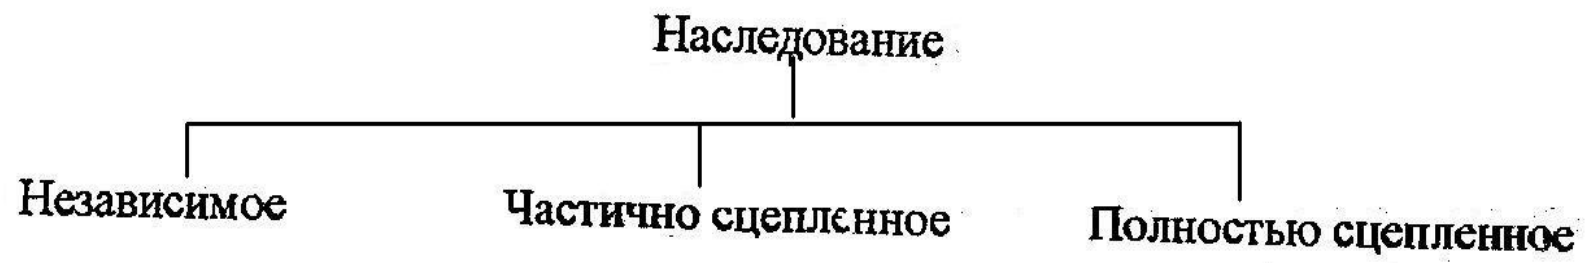 Наследование
Независимое
Частично сцепленное
Полностью сцепленное